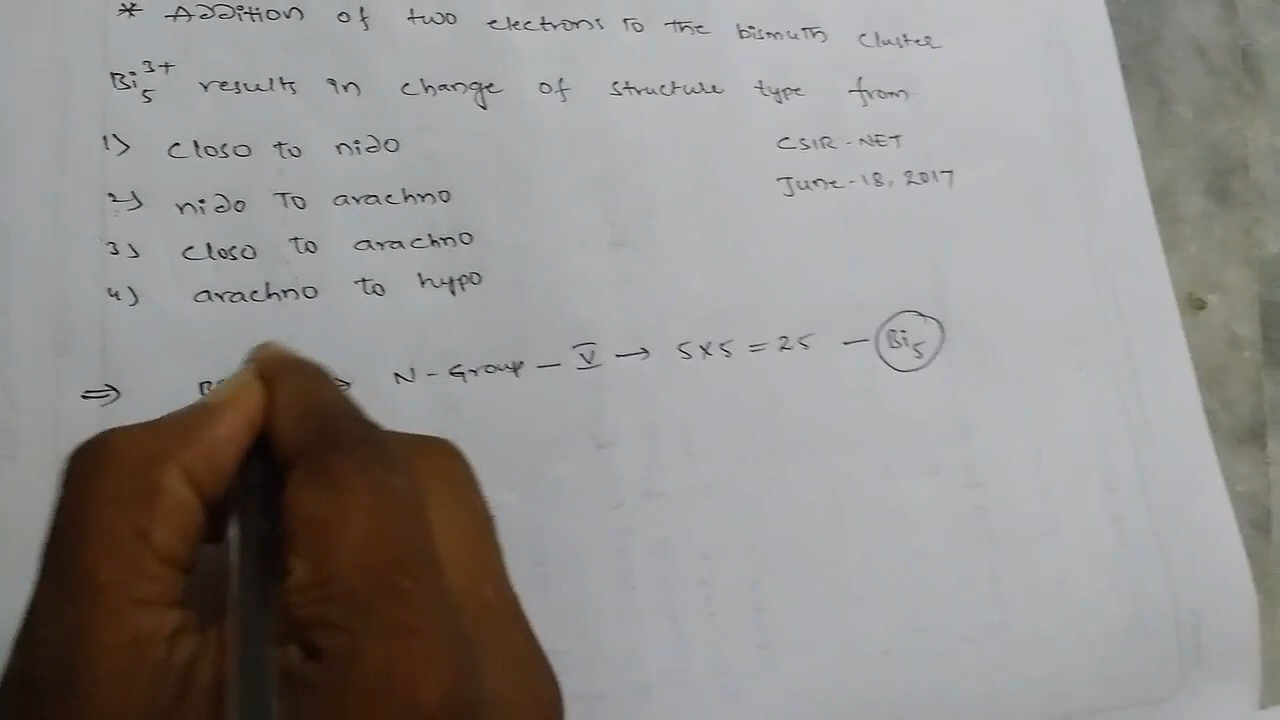 * Addition of two electrons to the bismuth cluster
Bi₅³⁺ results in change of structure type from
1) closo to nido
2) nido to arachno
3) closo to arachno
4) arachno to hypo
CSIR-NET
June-18, 2017
⇒ N-Group - V → 5×5 = 25 - Bi₅